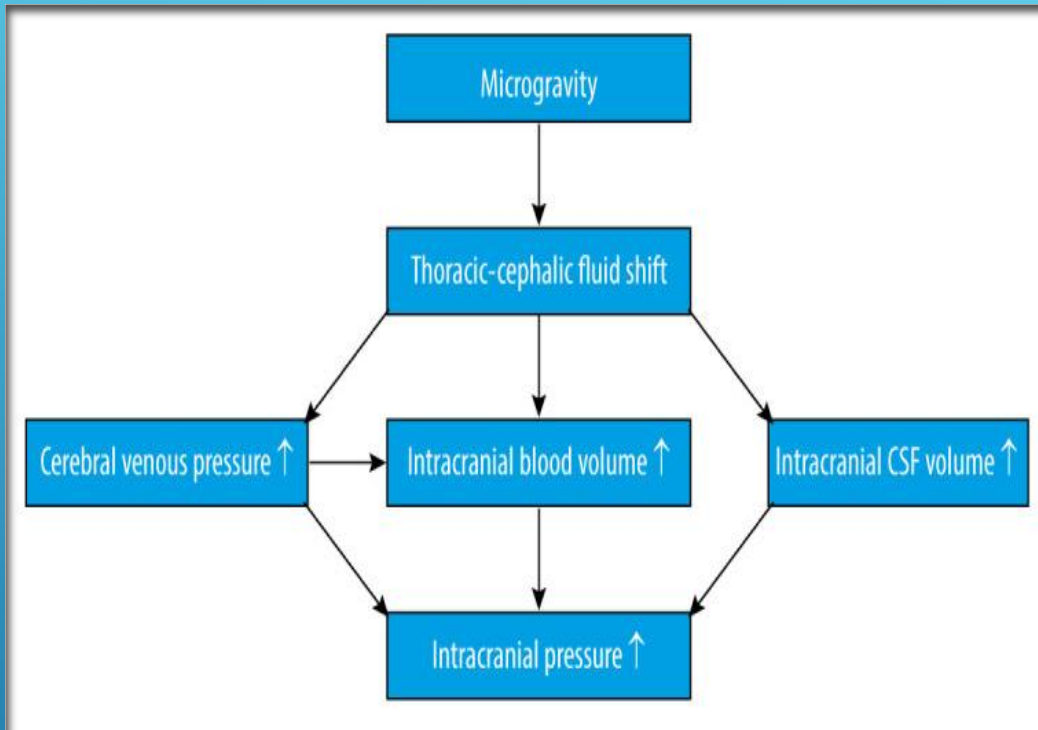 Microgravity
Thoracic-cephalic fluid shift
Cerebral venous pressure ↑
Intracranial blood volume ↑
Intracranial CSF volume ↑
Intracranial pressure ↑